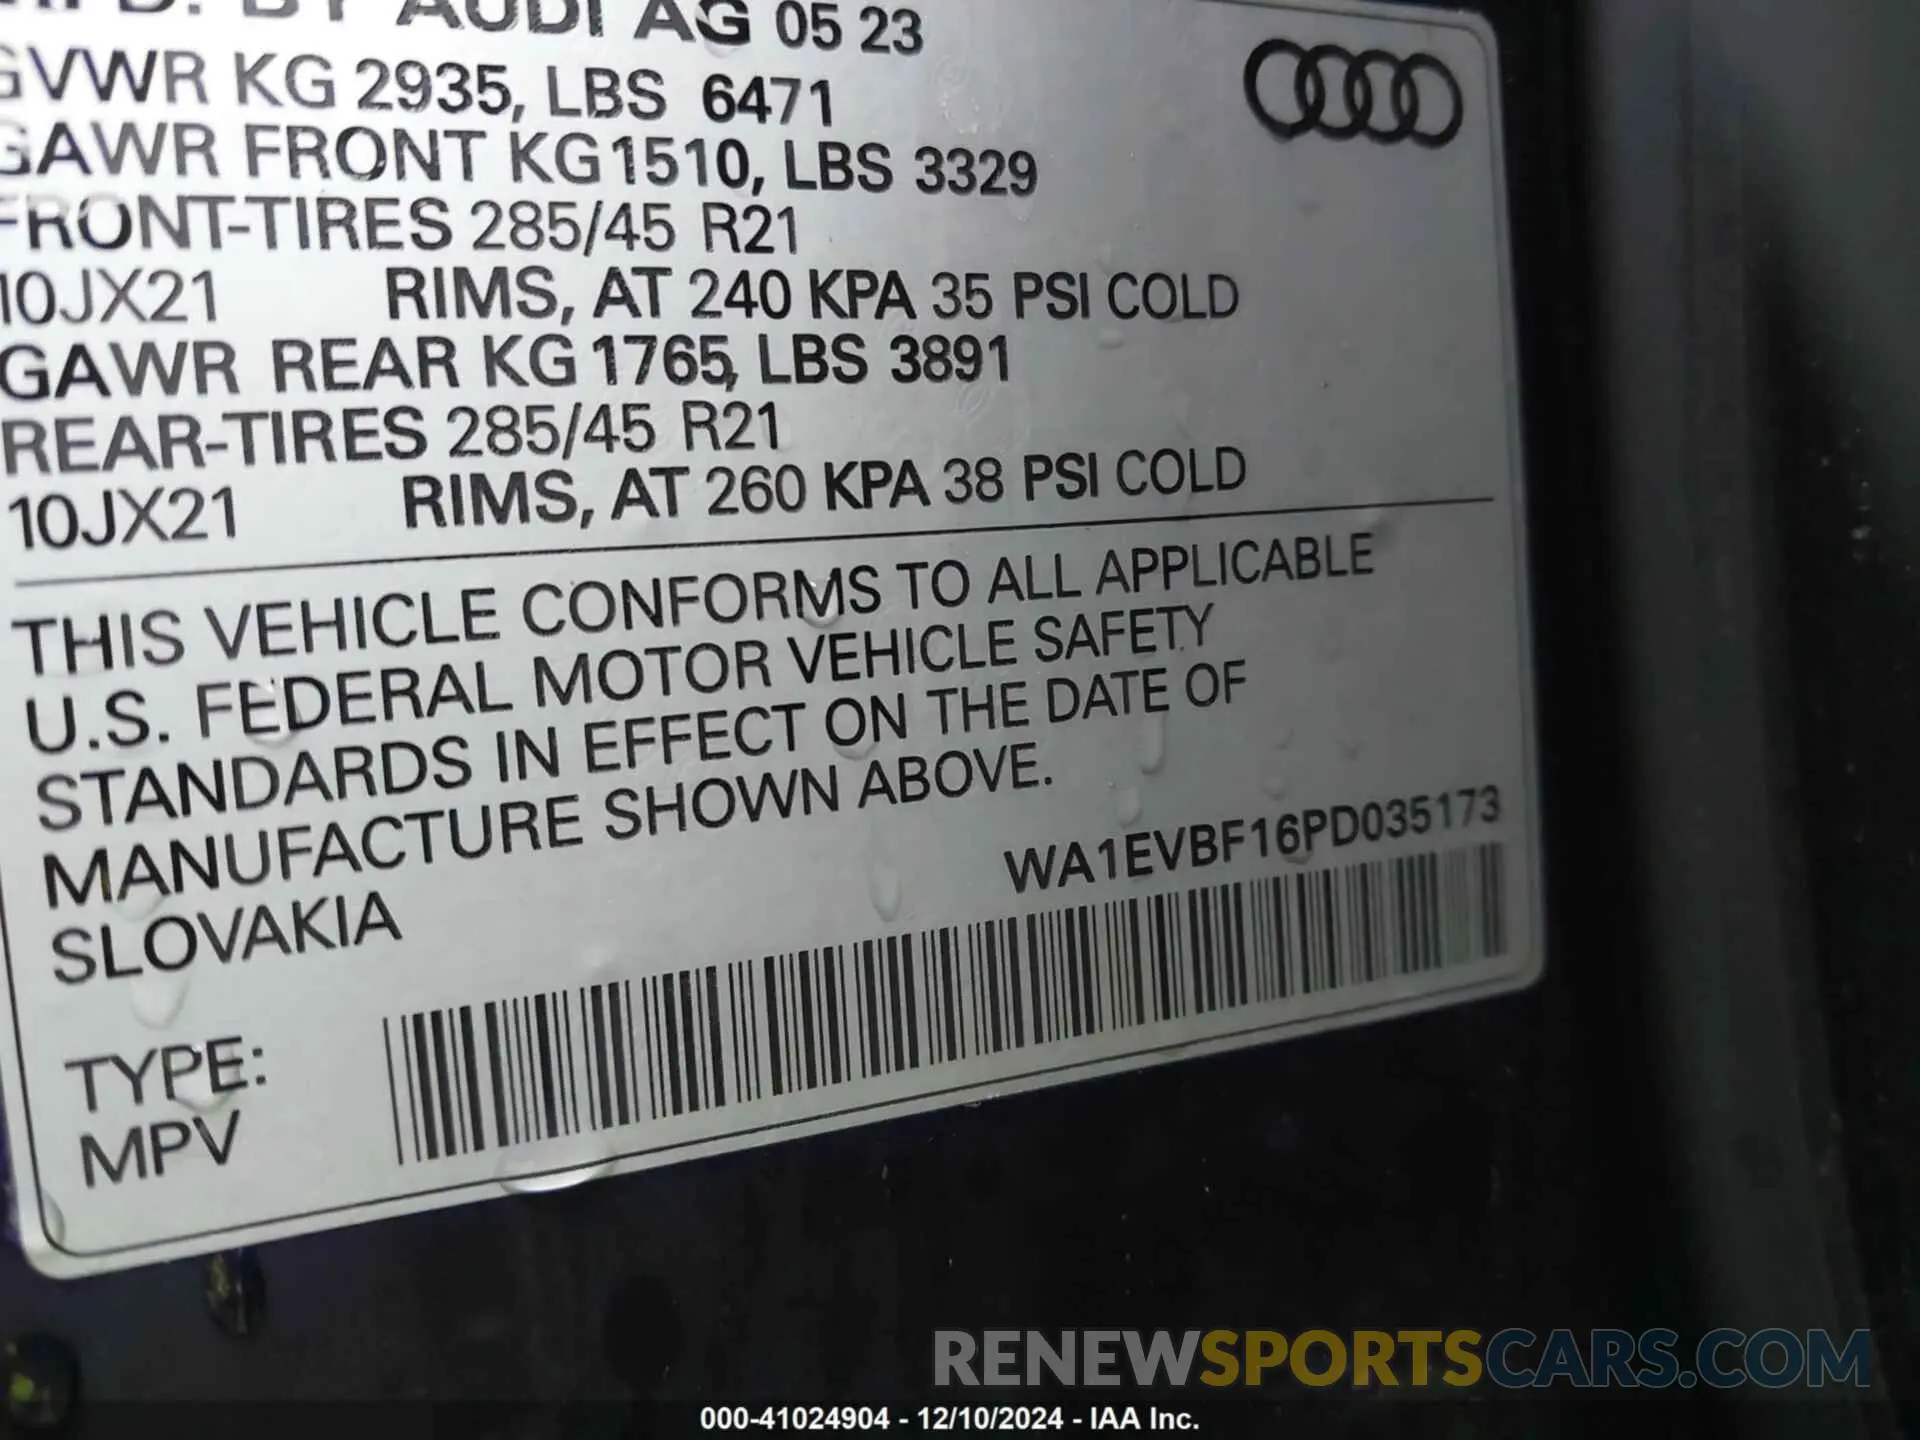 MFD. BY AUDI AG 05 23
GVWR KG 2935, LBS 6471
GAWR FRONT KG 1510, LBS 3329
FRONT-TIRES 285/45 R21
10JX21 RIMS, AT 240 KPA 35 PSI COLD
GAWR REAR KG 1765, LBS 3891
REAR-TIRES 285/45 R21
10JX21 RIMS, AT 260 KPA 38 PSI COLD
THIS VEHICLE CONFORMS TO ALL APPLICABLE
U.S. FEDERAL MOTOR VEHICLE SAFETY
STANDARDS IN EFFECT ON THE DATE OF
MANUFACTURE SHOWN ABOVE.
SLOVAKIA
WA1EVBF16PD035173
TYPE:
MPV
RENEWSPORTSCARS.COM
000-41024904 - 12/10/2024 - IAA Inc.